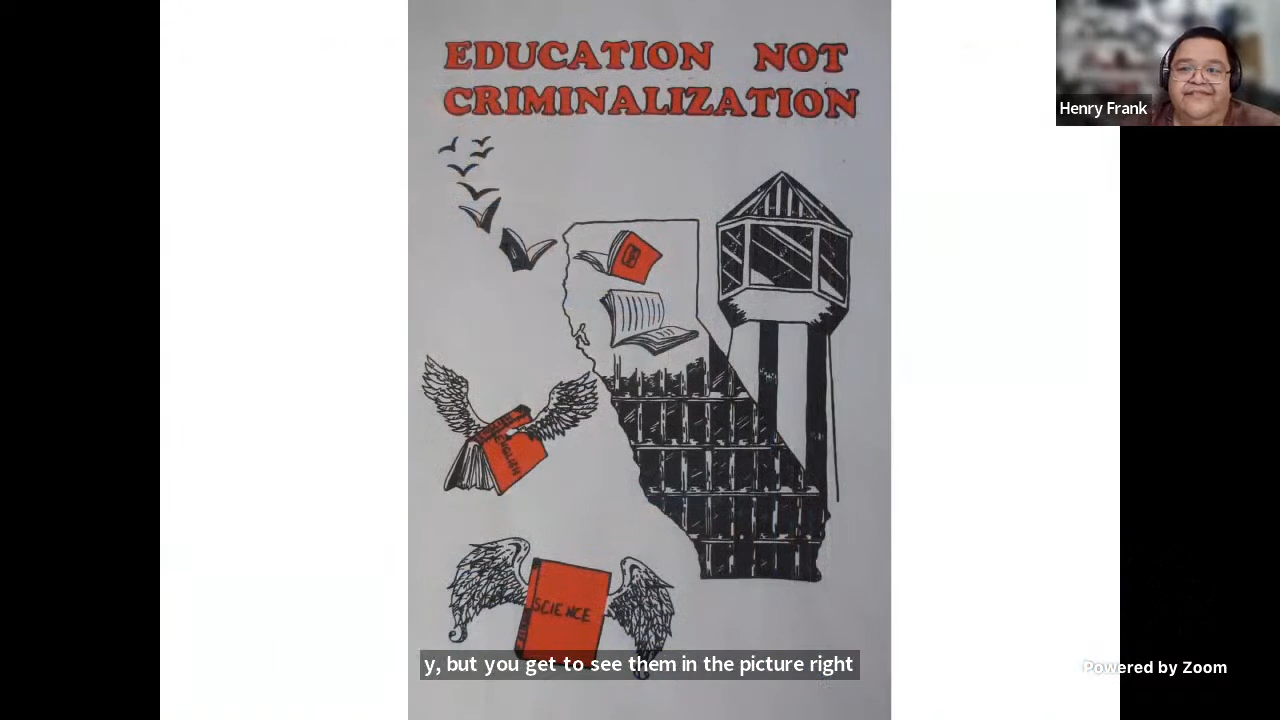 EDUCATION NOT
CRIMINALIZATION
Henry Frank
ENGLISH
SCIENCE
y, but you get to see them in the picture right
Powered by Zoom